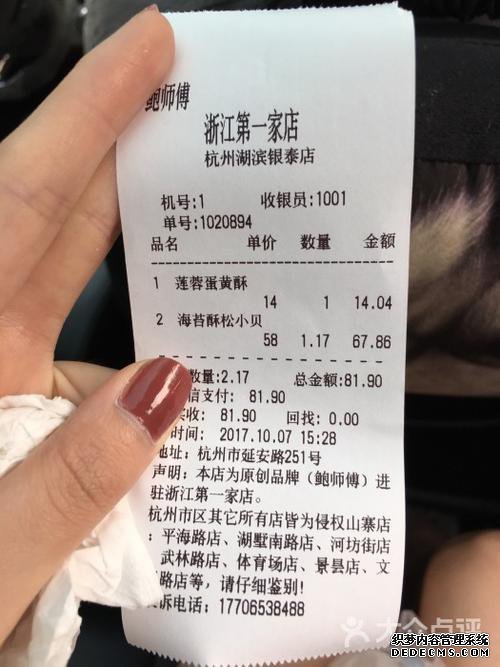 鲍师傅
浙江第一家店
杭州湖滨银泰店
机号:1 收银员:1001
单号:1020894
品名 单价 数量 金额
1 莲蓉蛋黄酥
14 1 14.04
2 海苔酥松小贝
58 1.17 67.86
数量:2.17 总金额:81.90
信支付: 81.90
收: 81.90 回找: 0.00
时间: 2017.10.07 15:28
地址: 杭州市延安路251号
声明: 本店为原创品牌（鲍师傅）进
驻浙江第一家店。
杭州市区其它所有店皆为侵权山寨店
: 平海路店、湖墅南路店、河坊街店
、武林路店、体育场店、景昙店、文
路店等，请仔细鉴别!
诉电话: 17706538488
大众点评
织梦内容管理系统
DEDECMS.COM